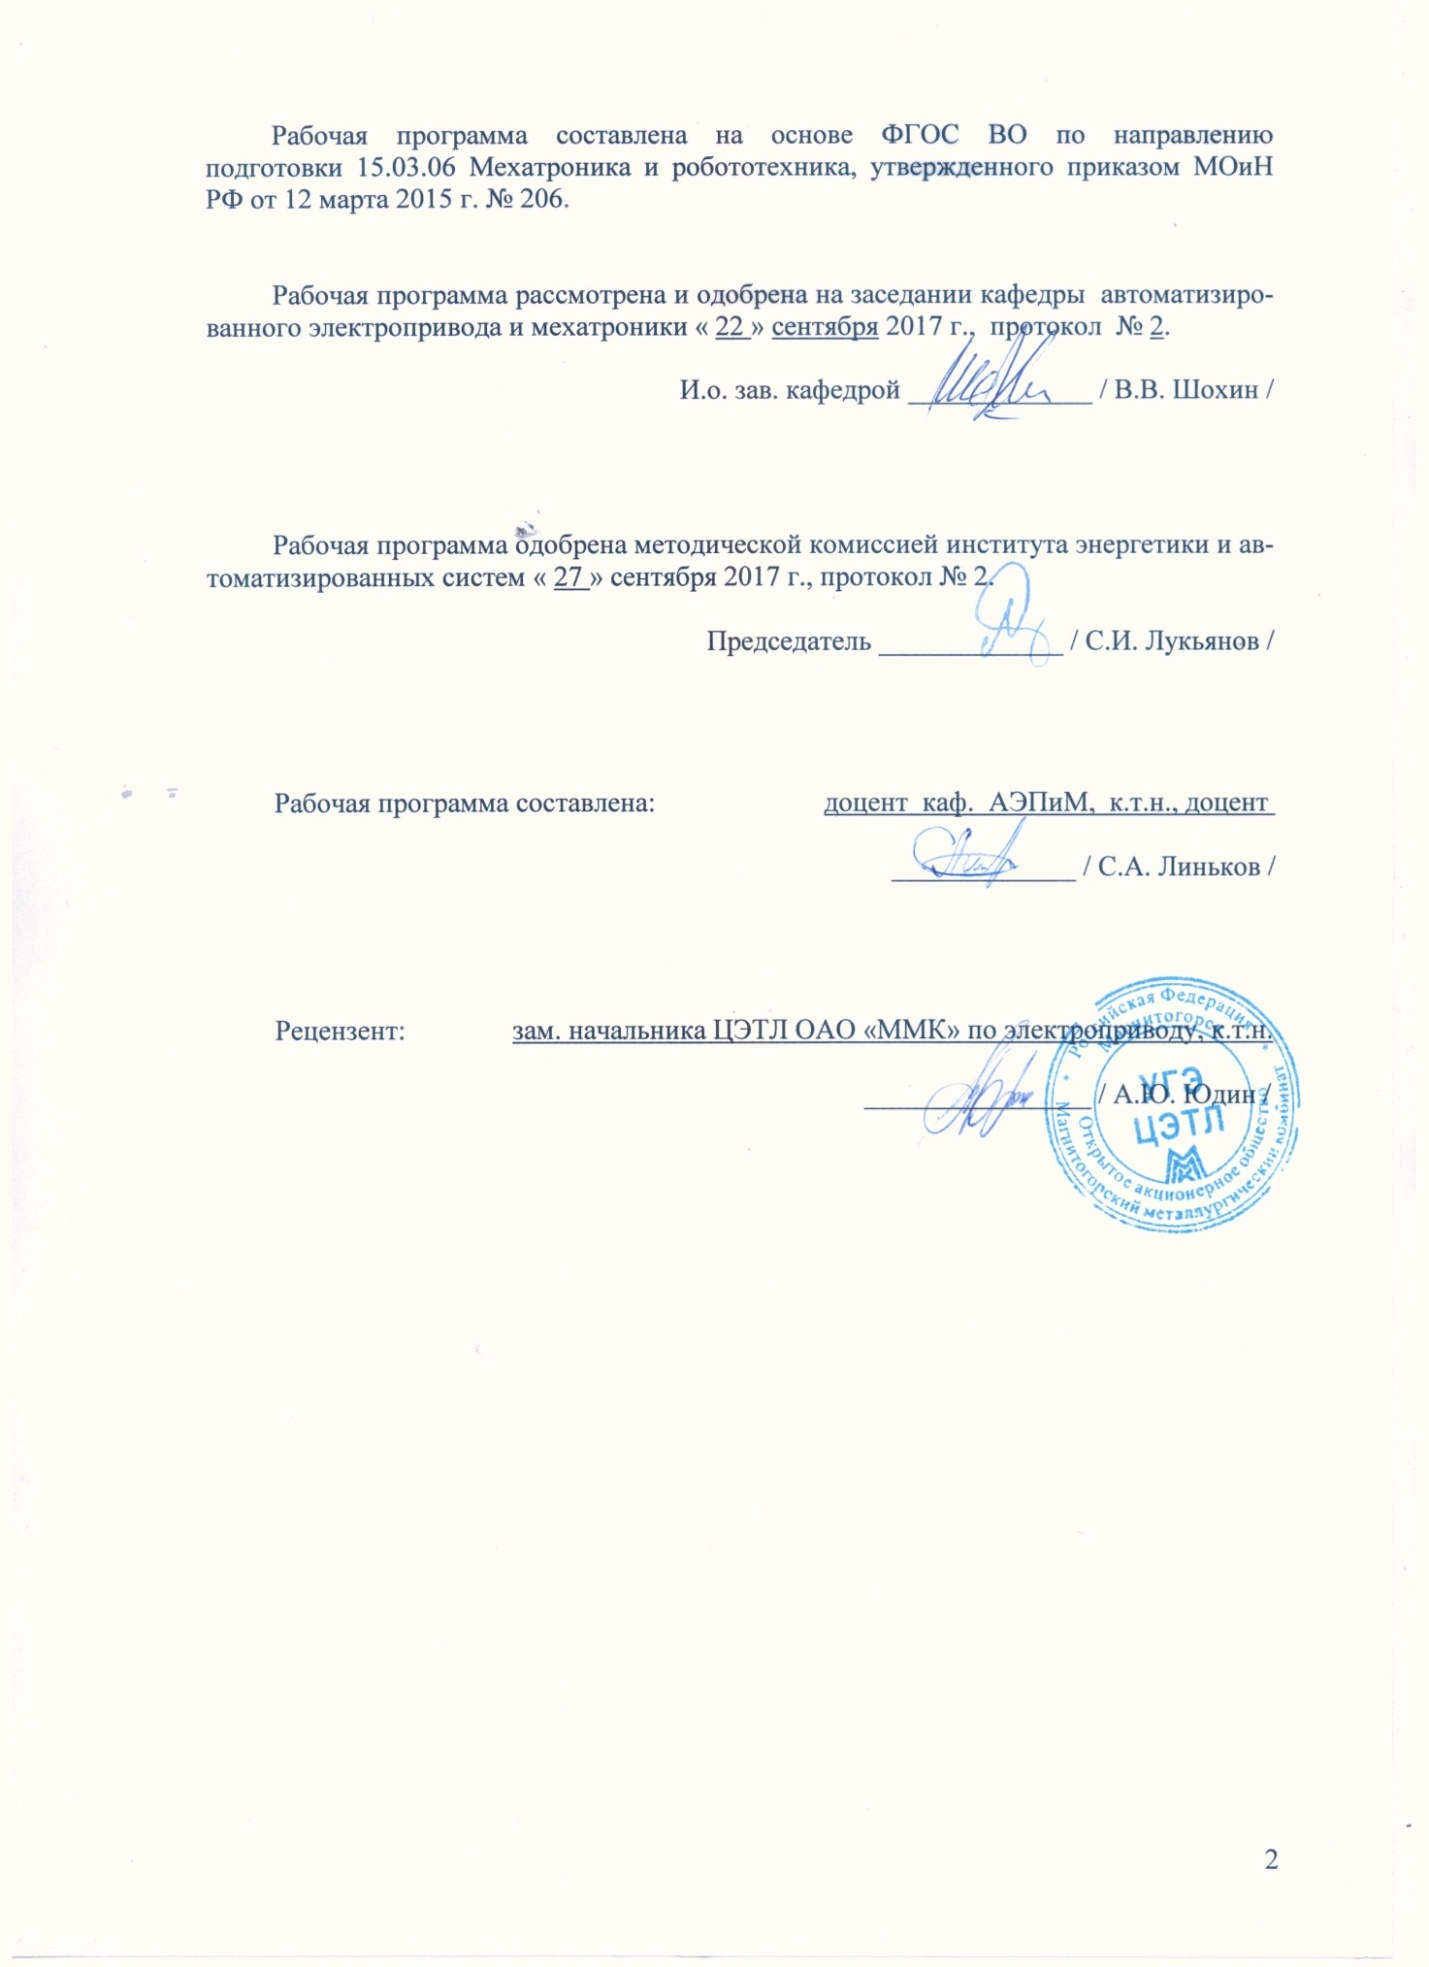 Рабочая программа составлена на основе ФГОС ВО по направлению
подготовки 15.03.06 Мехатроника и робототехника, утвержденного приказом МОиН
РФ от 12 марта 2015 г. № 206.
Рабочая программа рассмотрена и одобрена на заседании кафедры автоматизиро-
ванного электропривода и мехатроники « 22 » сентября 2017 г., протокол № 2.
И.о. зав. кафедрой _____________ / В.В. Шохин /
Рабочая программа одобрена методической комиссией института энергетики и ав-
томатизированных систем « 27 » сентября 2017 г., протокол № 2.
Председатель _____________ / С.И. Лукьянов /
Рабочая программа составлена: доцент каф. АЭПиМ, к.т.н., доцент
_____________ / С.А. Линьков /
Рецензент: зам. начальника ЦЭТЛ ОАО «ММК» по электроприводу, к.т.н.
________________ / А.Ю. Юдин /
Российская Федерация
Магнитогорск
УГЭ
ЦЭТЛ
Открытое акционерное общество
Магнитогорский металлургический комбинат
2